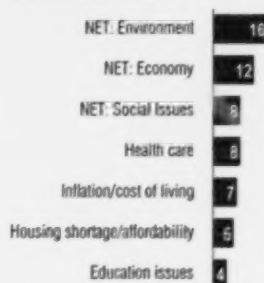 NET: Environment 16
NET: Economy 12
NET: Social Issues 8
Health care 8
Inflation/cost of living 7
Housing shortage/affordability 6
Education issues 4